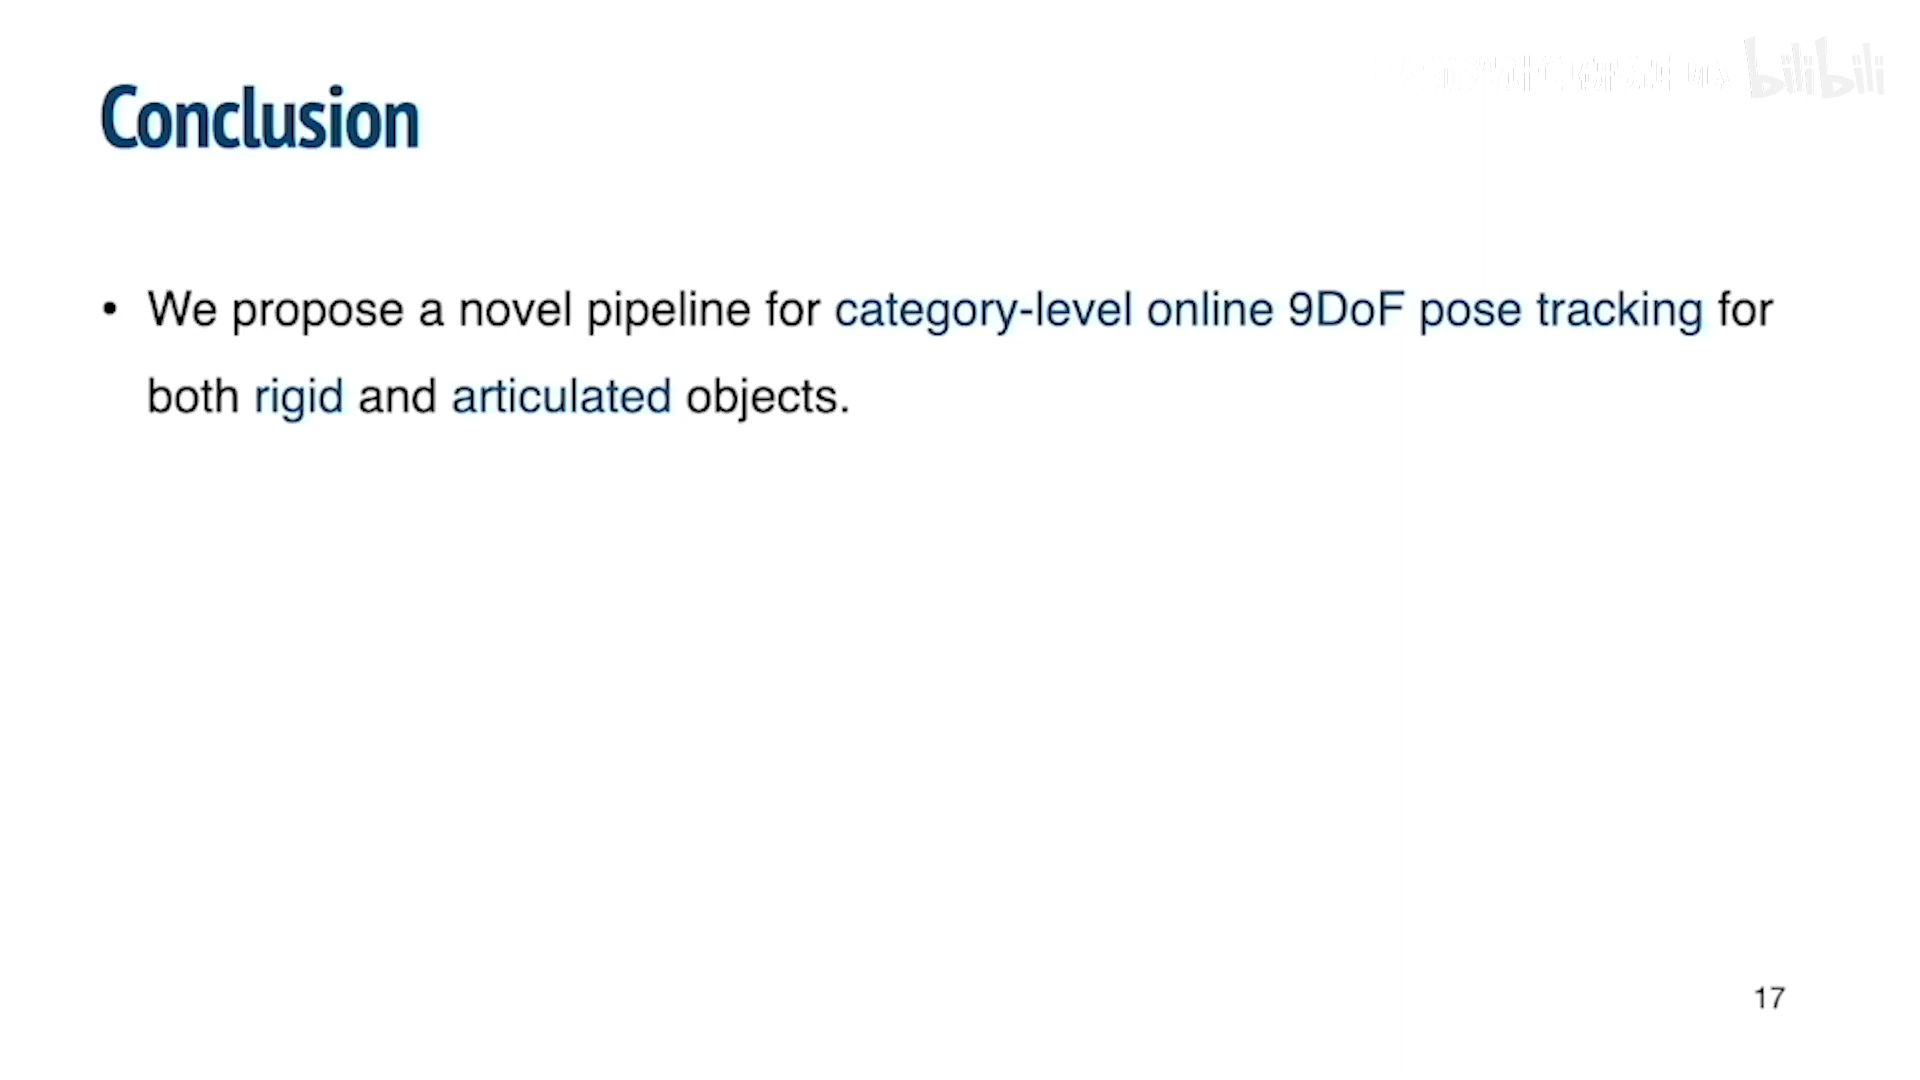 bilibili
Conclusion
• We propose a novel pipeline for category-level online 9DoF pose tracking for
both rigid and articulated objects.
17